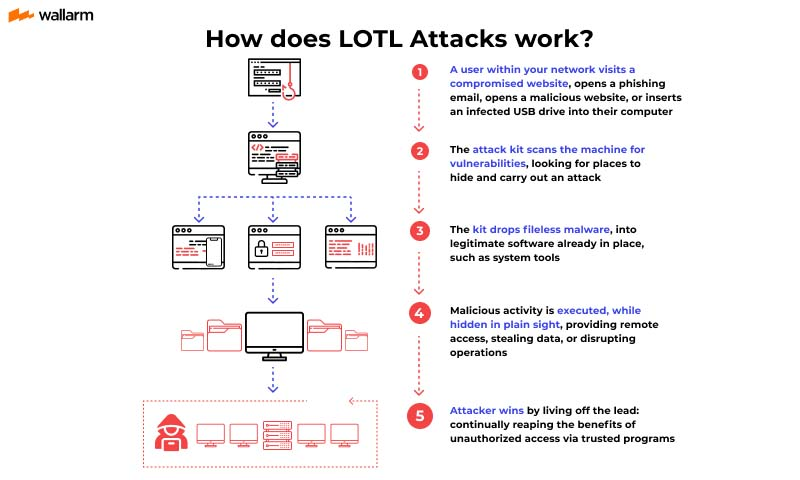 wallarm
How does LOTL Attacks work?
1
A user within your network visits a
compromised website, opens a phishing
email, opens a malicious website, or inserts
an infected USB drive into their computer
2
The attack kit scans the machine for
vulnerabilities, looking for places to
hide and carry out an attack
3
The kit drops fileless malware, into
legitimate software already in place,
such as system tools
4
Malicious activity is executed, while
hidden in plain sight, providing remote
access, stealing data, or disrupting
operations
5
Attacker wins by living off the lead:
continually reaping the benefits of
unauthorized access via trusted programs